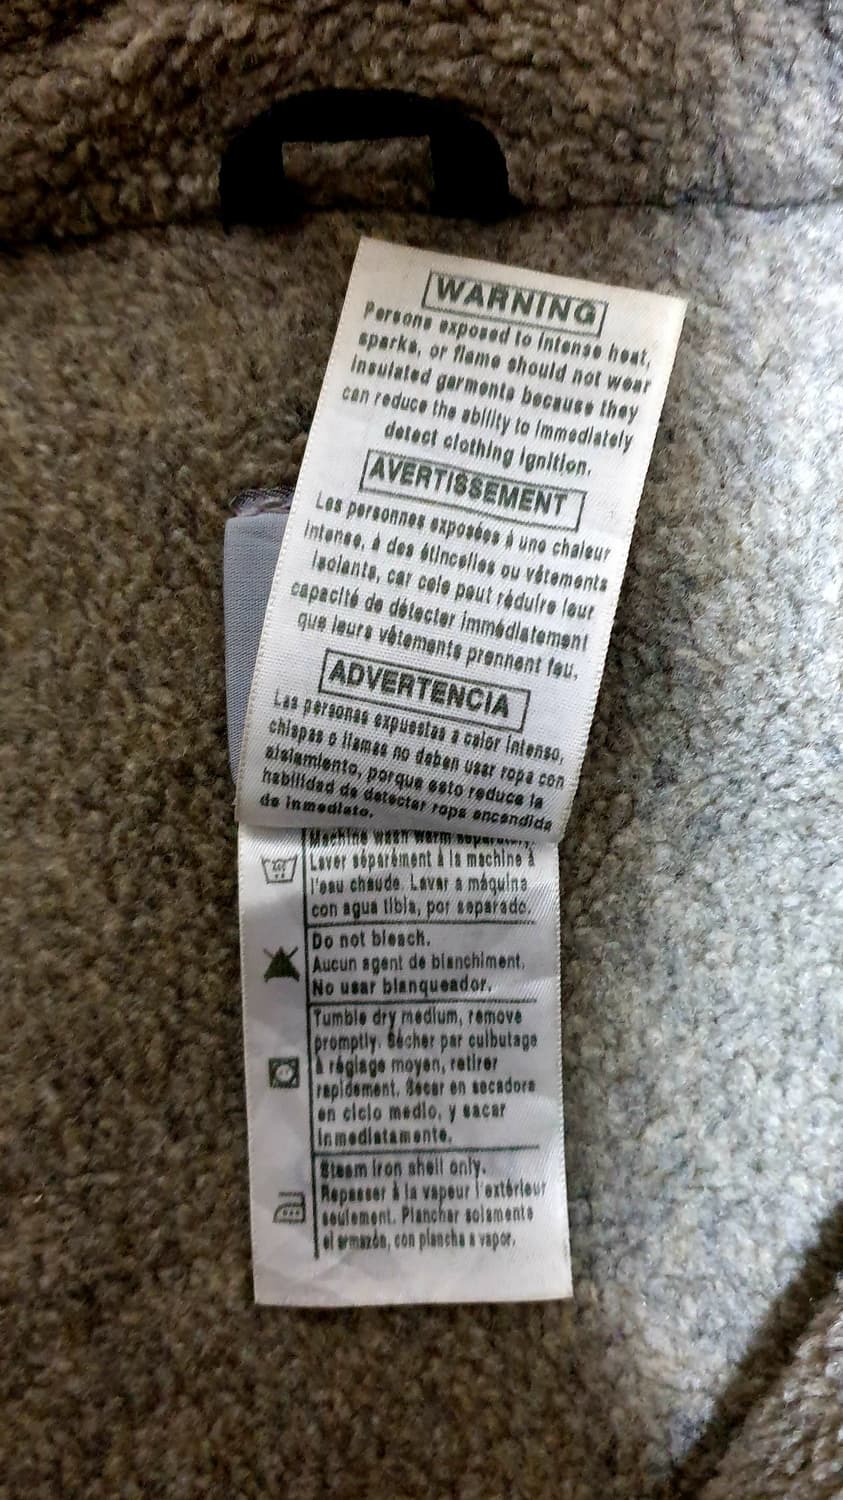 WARNING
Persons exposed to intense heat,
sparks, or flame should not wear
insulated garments because they
can reduce the ability to immediately
detect clothing ignition.
AVERTISSEMENT
Les personnes exposées à une chaleur
intense, à des étincelles ou vêtements
isolants, car cela peut réduire leur
capacité de détecter immédiatement
que leurs vêtements prennent feu.
ADVERTENCIA
Las personas expuestas a calor intenso,
chispas o llamas no deben usar ropa con
aislamiento, porque esto reduce la
habilidad de detectar ropa encendida
de inmediato.
Machine wash warm separately.
Laver séparément à la machine à
l'eau chaude. Lavar a máquina
con agua tibia, por separado.
Do not bleach.
Aucun agent de blanchiment.
No usar blanqueador.
Tumble dry medium, remove
promptly. Sécher par culbutage
à réglage moyen, retirer
rapidement. Secar en secadora
en ciclo medio, y sacar
inmediatamente.
Steam iron shell only.
Repasser à la vapeur l'extérieur
seulement. Planchar solamente
el armazón, con plancha a vapor.